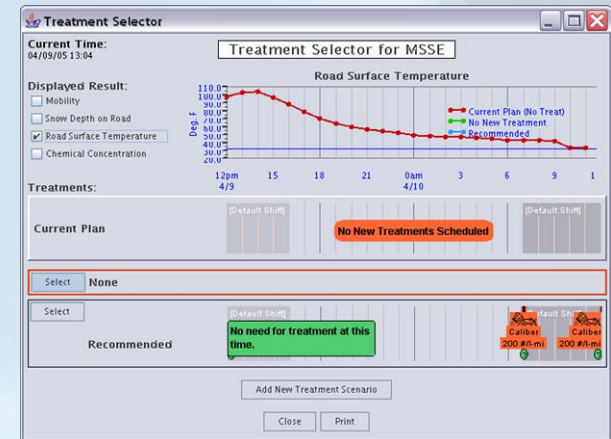 Treatment Selector
Current Time:
04/09/05 13:04
Treatment Selector for MSSE
Displayed Result:
Mobility
Snow Depth on Road
Road Surface Temperature
Chemical Concentration
Road Surface Temperature
Deg. F
110.0
100.0
90.0
80.0
70.0
60.0
50.0
40.0
30.0
20.0
Current Plan (No Treat)
No New Treatment
Recommended
12pm 15 18 21 0am 3 6 9 1
4/9 4/10
Treatments:
Current Plan
[Default Shift]
No New Treatments Scheduled
[Default Shift]
Select None
Select
Recommended
[Default Shift]
No need for treatment at this
time.
Caliber
200 #/l-mi
Caliber
200 #/l-mi
Add New Treatment Scenario
Close Print